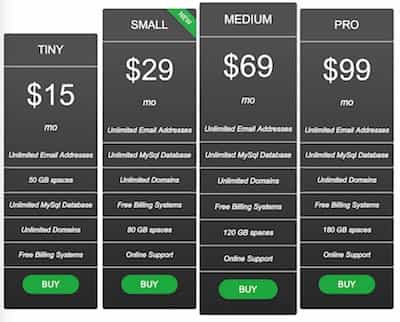 TINY
$15
mo
Unlimited Email Addresses
50 GB spaces
Unlimited MySql Database
Unlimited Domains
Free Billing Systems
BUY
SMALL
NEW
$29
mo
Unlimited Email Addresses
Unlimited MySql Database
Unlimited Domains
Free Billing Systems
80 GB spaces
Online Support
BUY
MEDIUM
$69
mo
Unlimited Email Addresses
Unlimited MySql Database
Unlimited Domains
Free Billing Systems
120 GB spaces
Online Support
BUY
PRO
$99
mo
Unlimited Email Addresses
Unlimited MySql Database
Unlimited Domains
Free Billing Systems
180 GB spaces
Online Support
BUY